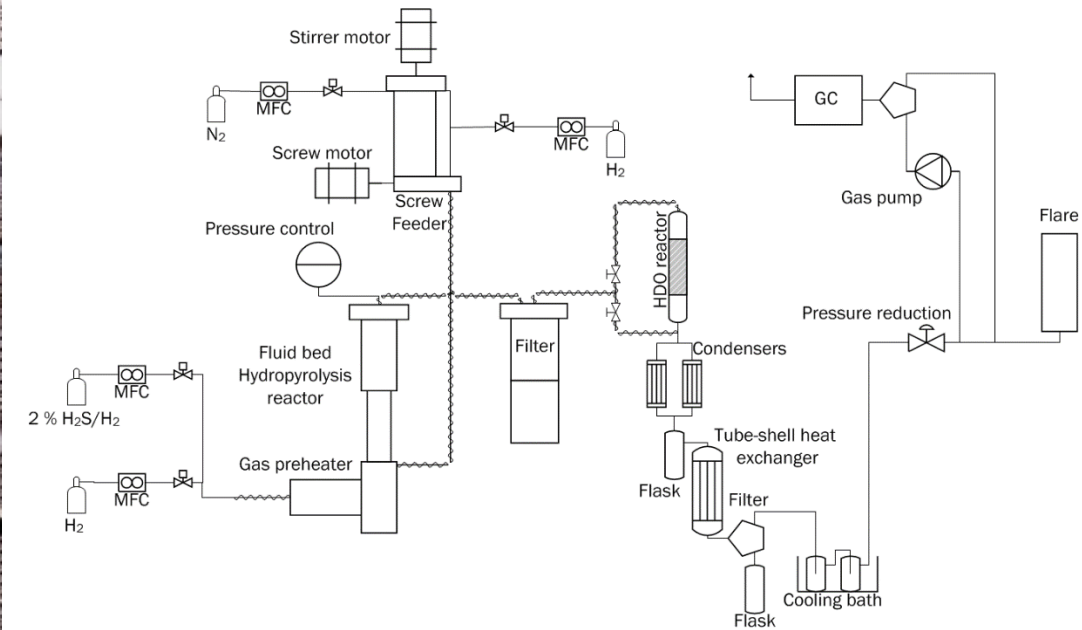 Stirrer motor
MFC
N2
GC
MFC
H2
Screw motor
Screw
Feeder
Gas pump
Flare
Pressure control
HDO reactor
Pressure reduction
Fluid bed
Hydropyrolysis
reactor
Filter
Condensers
MFC
2 % H2S/H2
Tube-shell heat
exchanger
Gas preheater
Flask
Filter
MFC
H2
Cooling bath
Flask